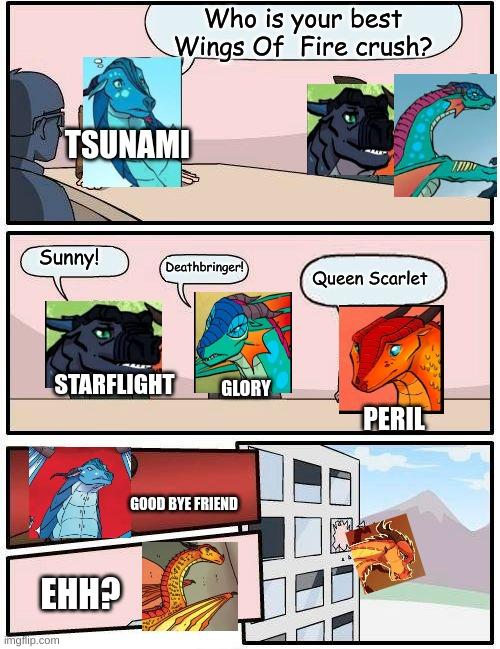 Who is your best
Wings Of Fire crush?
TSUNAMI
Sunny!
Deathbringer!
Queen Scarlet
STARFLIGHT
GLORY
PERIL
GOOD BYE FRIEND
EHH?
imgflip.com